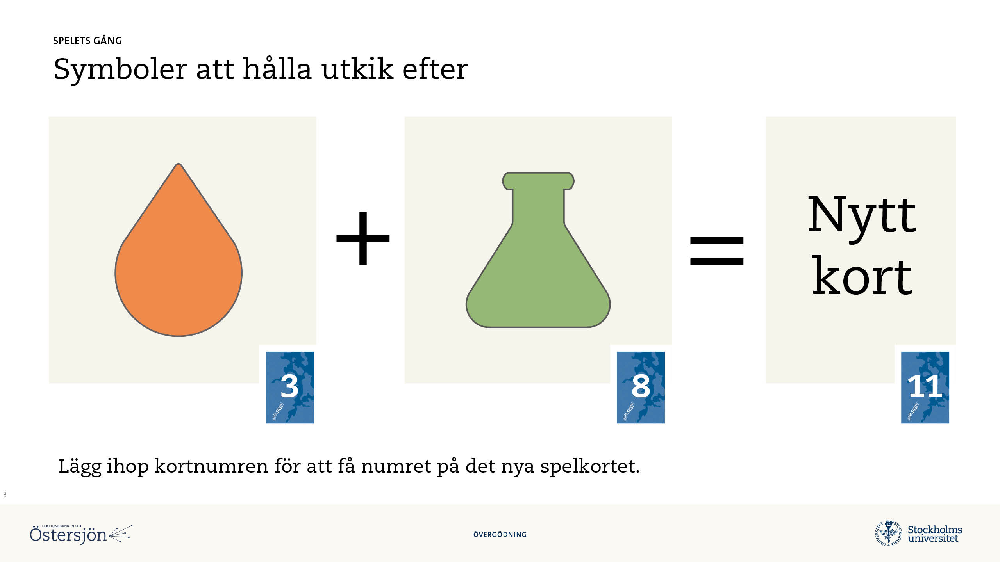 SPELETS GÅNG
Symboler att hålla utkik efter
+
=
Nytt
kort
3
RÄDDA VIKEN!
8
RÄDDA VIKEN!
11
RÄDDA VIKEN!
Lägg ihop kortnumren för att få numret på det nya spelkortet.
V1.0
LEKTIONSBANKEN OM
Östersjön
ÖVERGÖDNING
STOCKHOLMS UNIVERSITET
Stockholms
universitet